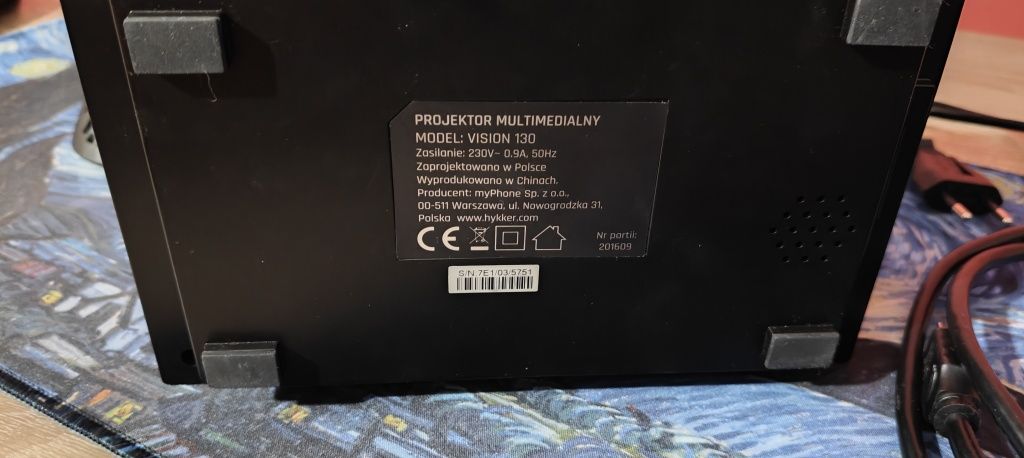 PROJEKTOR MULTIMEDIALNY
MODEL: VISION 130
Zasilanie: 230V~ 0.9A, 50Hz
Zaprojektowano w Polsce
Wyprodukowano w Chinach.
Producent: myPhone Sp. z o.o.,
00-511 Warszawa, ul. Nowogrodzka 31,
Polska www.hykker.com
CE
Nr partii:
201609
S/N.7E1/03/5751